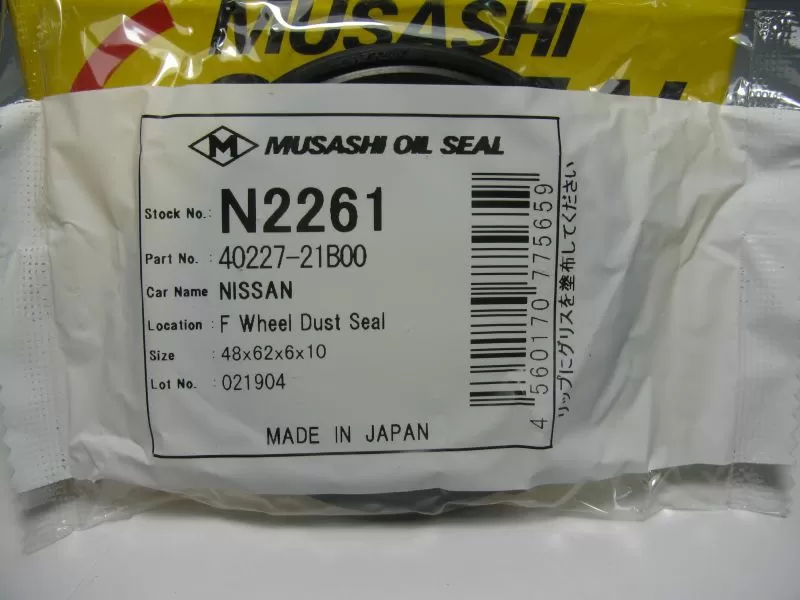 MUSASHI
M MUSASHI OIL SEAL
Stock No.: N2261
Part No. : 40227-21B00
Car Name : NISSAN
Location : F Wheel Dust Seal
Size : 48x62x6x10
Lot No. : 021904
MADE IN JAPAN
4 560170 775659
リップにグリスを塗布してください